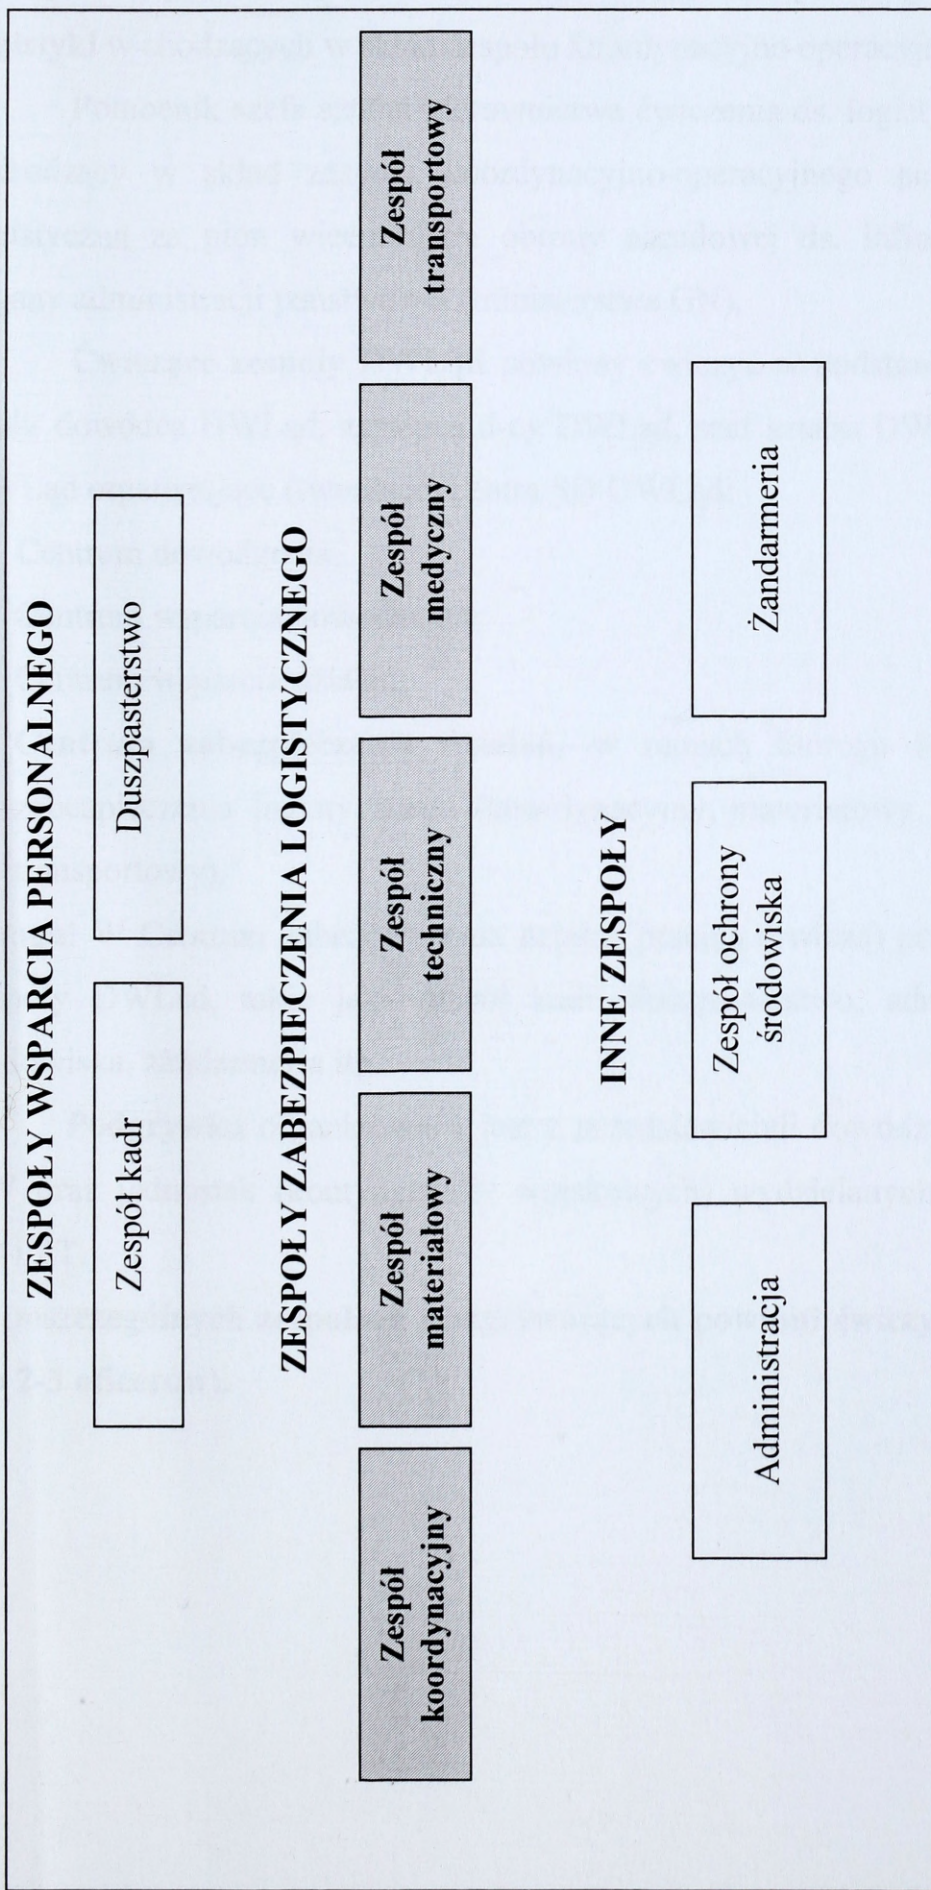 ZESPOŁY WSPARCIA PERSONALNEGO
Zespół kadr
Duszpasterstwo
ZESPOŁY ZABEZPIECZENIA LOGISTYCZNEGO
Zespół
koordynacyjny
Zespół
materiałowy
Zespół
techniczny
Zespół
medyczny
Zespół
transportowy
INNE ZESPOŁY
Administracja
Zespół ochrony
środowiska
Żandarmeria